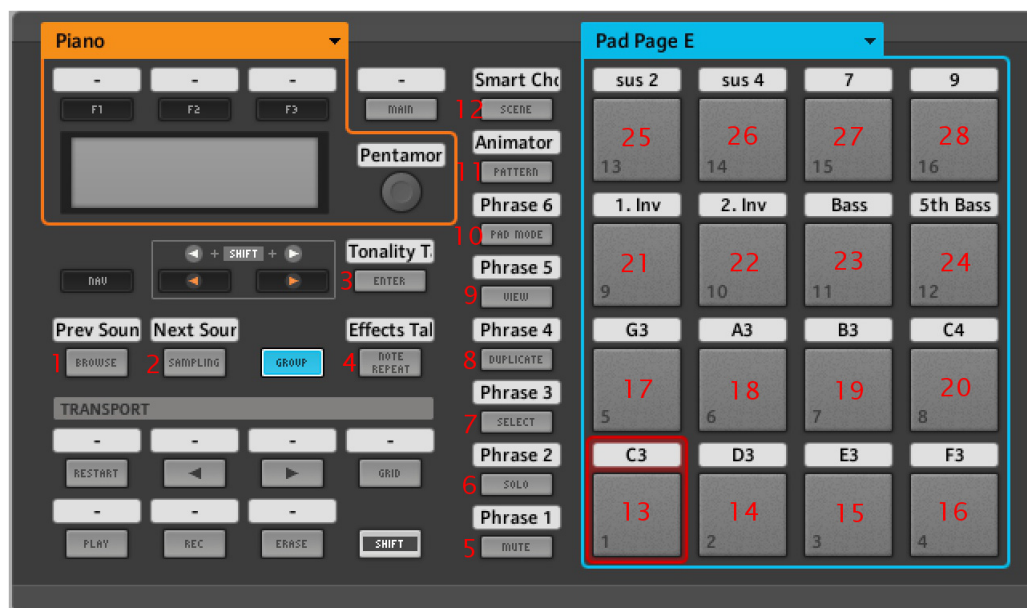 Piano
Pad Page E
- - - -
F1 F2 F3 MAIN
Smart Cho
12 SCENE
sus 2 sus 4 7 9
25 26 27 28
13 14 15 16
Pentamor
Animator
11 PATTERN
Phrase 6
10 PAD MODE
1. Inv 2. Inv Bass 5th Bass
21 22 23 24
9 10 11 12
+ SHIFT +
NAV
Tonality T
3 ENTER
Phrase 5
9 VIEW
Prev Soun Next Sour Effects Tal
1 BROWSE 2 SAMPLING GROUP 4 NOTE REPEAT
Phrase 4
8 DUPLICATE
G3 A3 B3 C4
17 18 19 20
5 6 7 8
TRANSPORT
Phrase 3
7 SELECT
- - - -
RESTART GRID
Phrase 2
6 SOLO
C3 D3 E3 F3
13 14 15 16
1 2 3 4
- - -
PLAY REC ERASE SHIFT
Phrase 1
5 MUTE